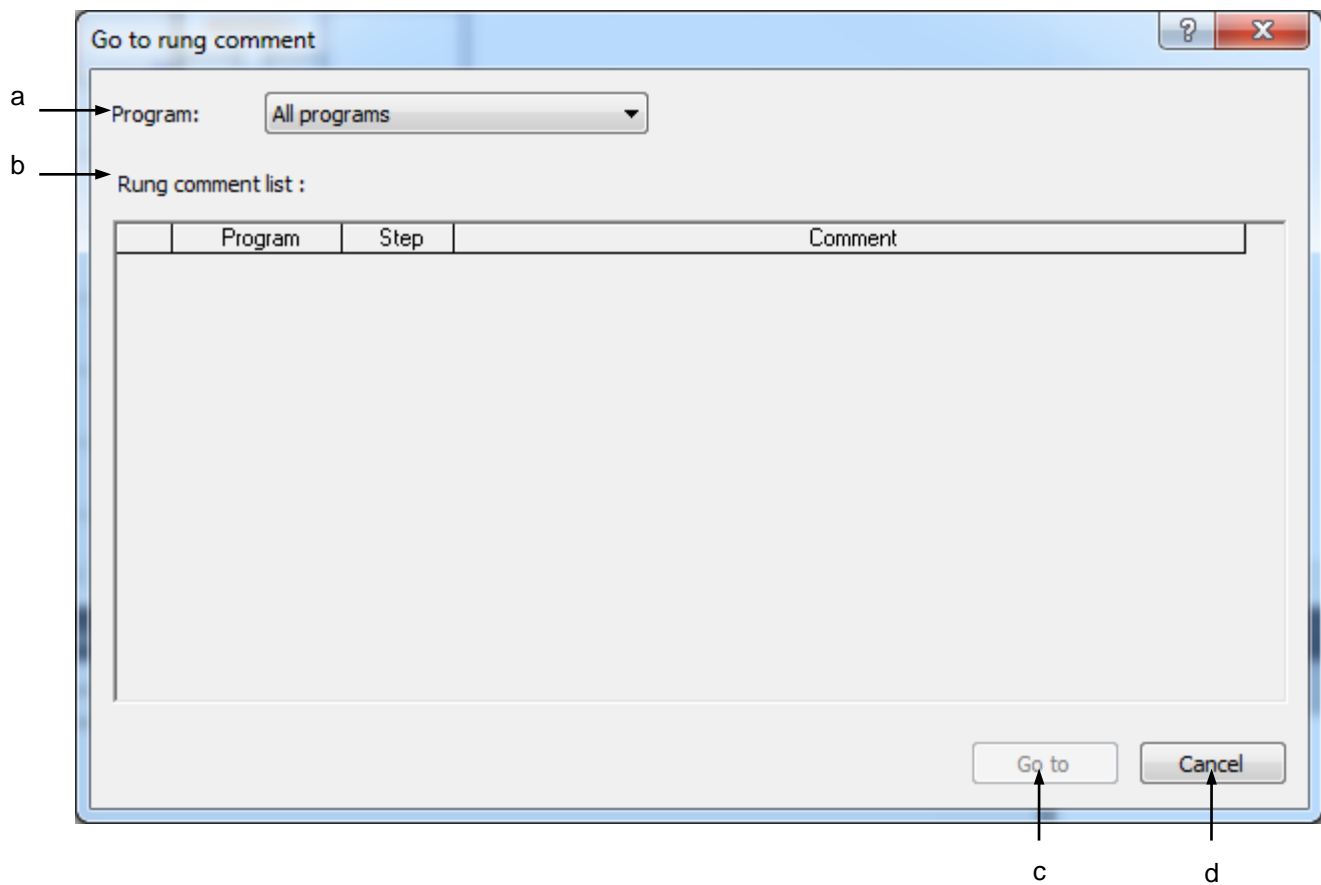 Go to rung comment
?
a
Program: All programs
b
Rung comment list :
Program Step Comment
Go to Cancel
c d